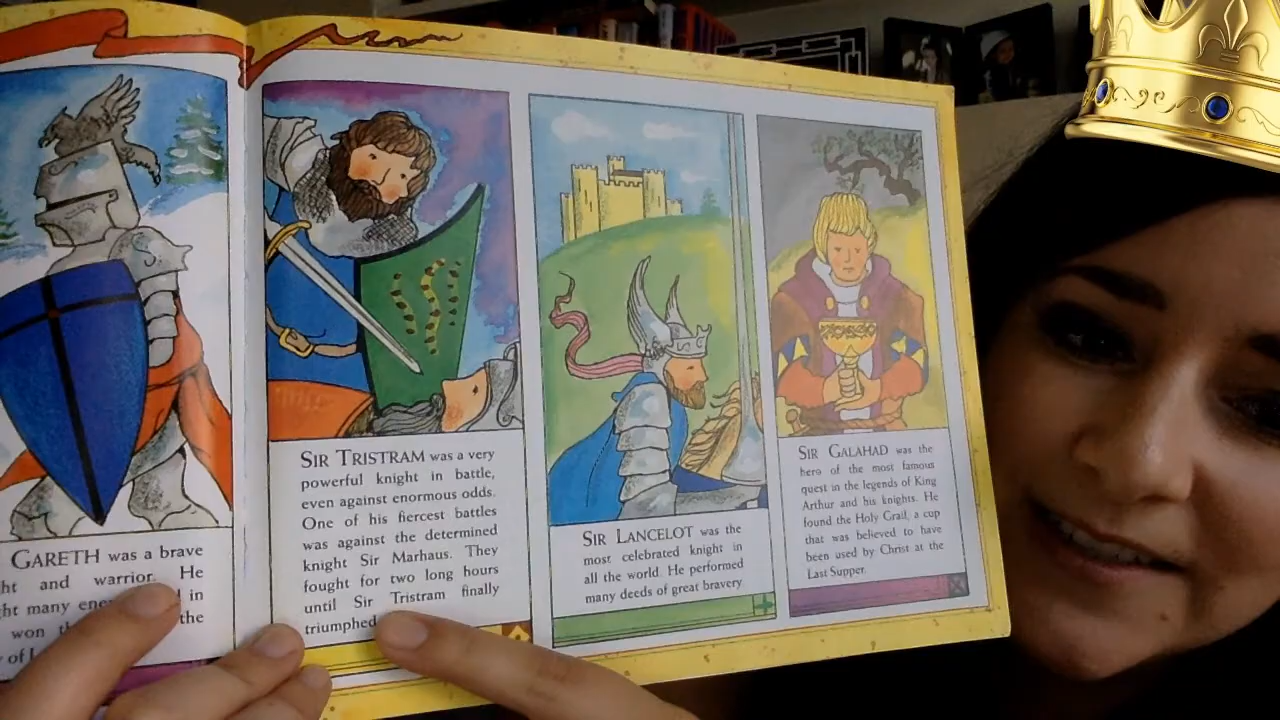 GARETH was a brave
and warrior. He
many in
won the
of
SIR TRISTRAM was a very
powerful knight in battle,
even against enormous odds.
One of his fiercest battles
was against the determined
knight Sir Marhaus. They
fought for two long hours
until Sir Tristram finally
triumphed
SIR LANCELOT was the
most celebrated knight in
all the world. He performed
many deeds of great bravery
SIR GALAHAD was the
hero of the most famous
quest in the legends of King
Arthur and his knights. He
found the Holy Grail, a cup
that was believed to have
been used by Christ at the
Last Supper.